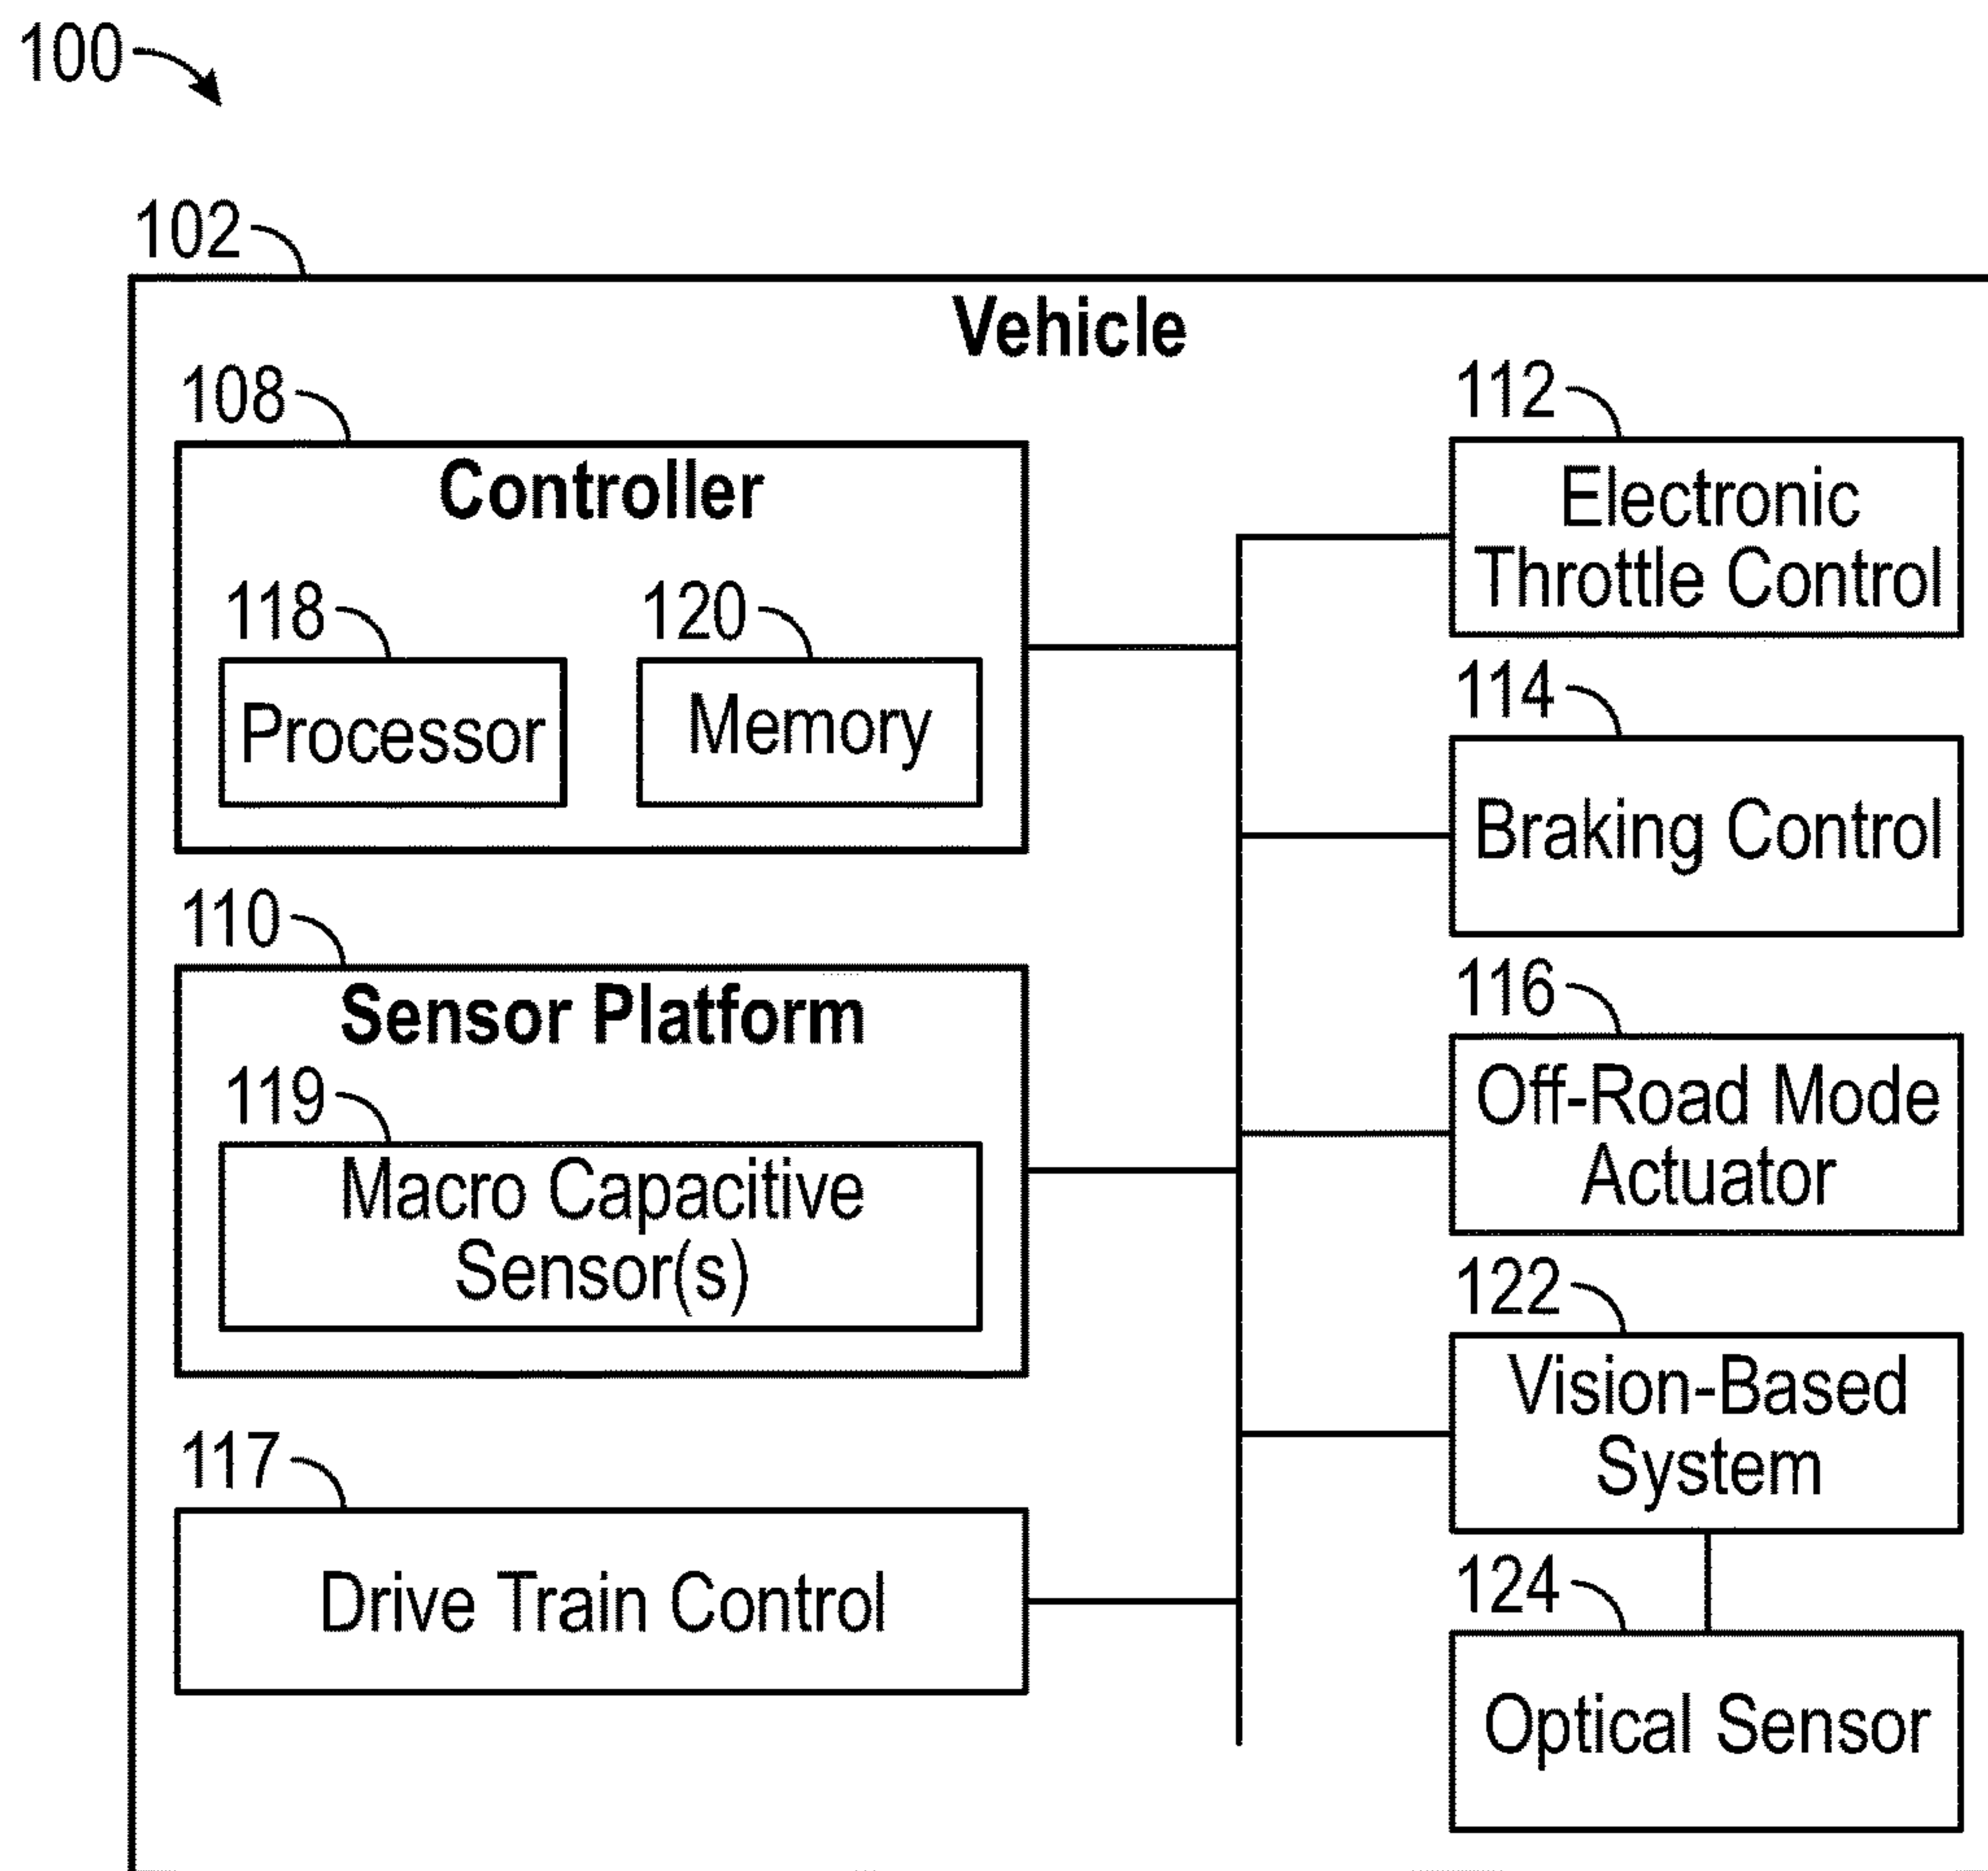 100
102
Vehicle
108
Controller
118
Processor
120
Memory
110
Sensor Platform
119
Macro Capacitive
Sensor(s)
117
Drive Train Control
112
Electronic
Throttle Control
114
Braking Control
116
Off-Road Mode
Actuator
122
Vision-Based
System
124
Optical Sensor